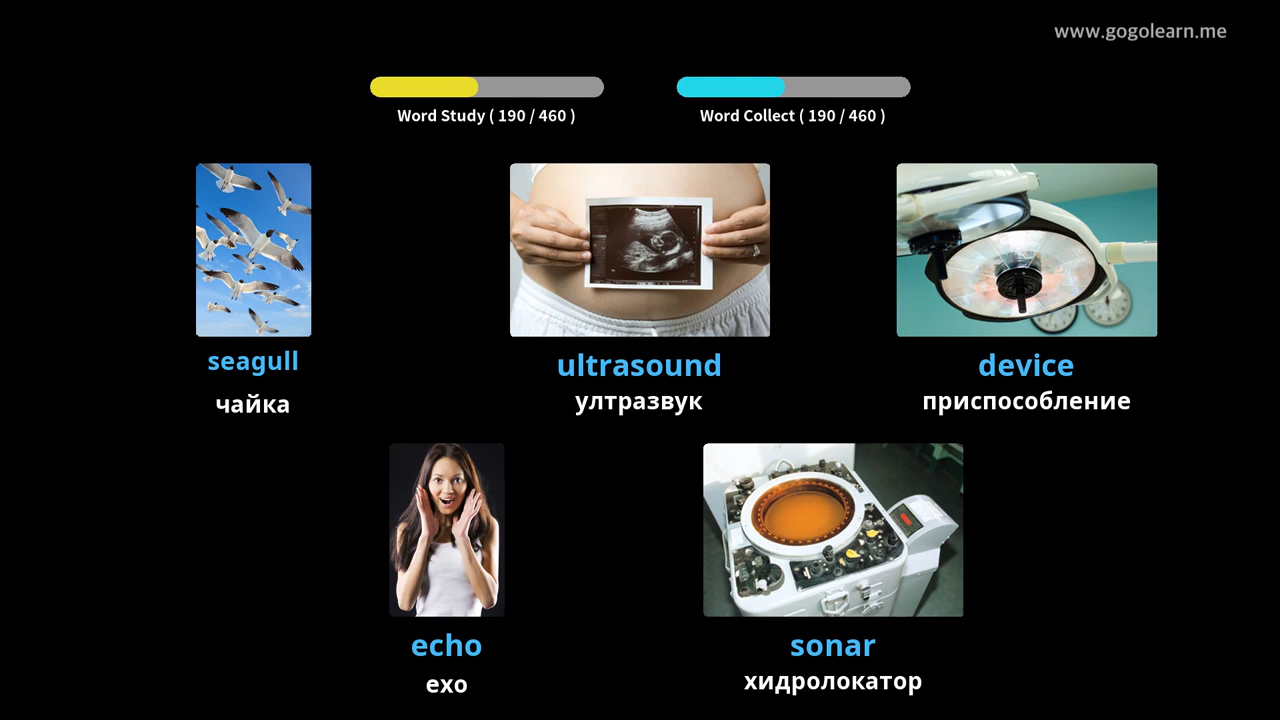 www.gogolearn.me
Word Study ( 190 / 460 )
Word Collect ( 190 / 460 )
seagull
чайка
ultrasound
ултразвук
device
приспособление
echo
ехо
sonar
хидролокатор